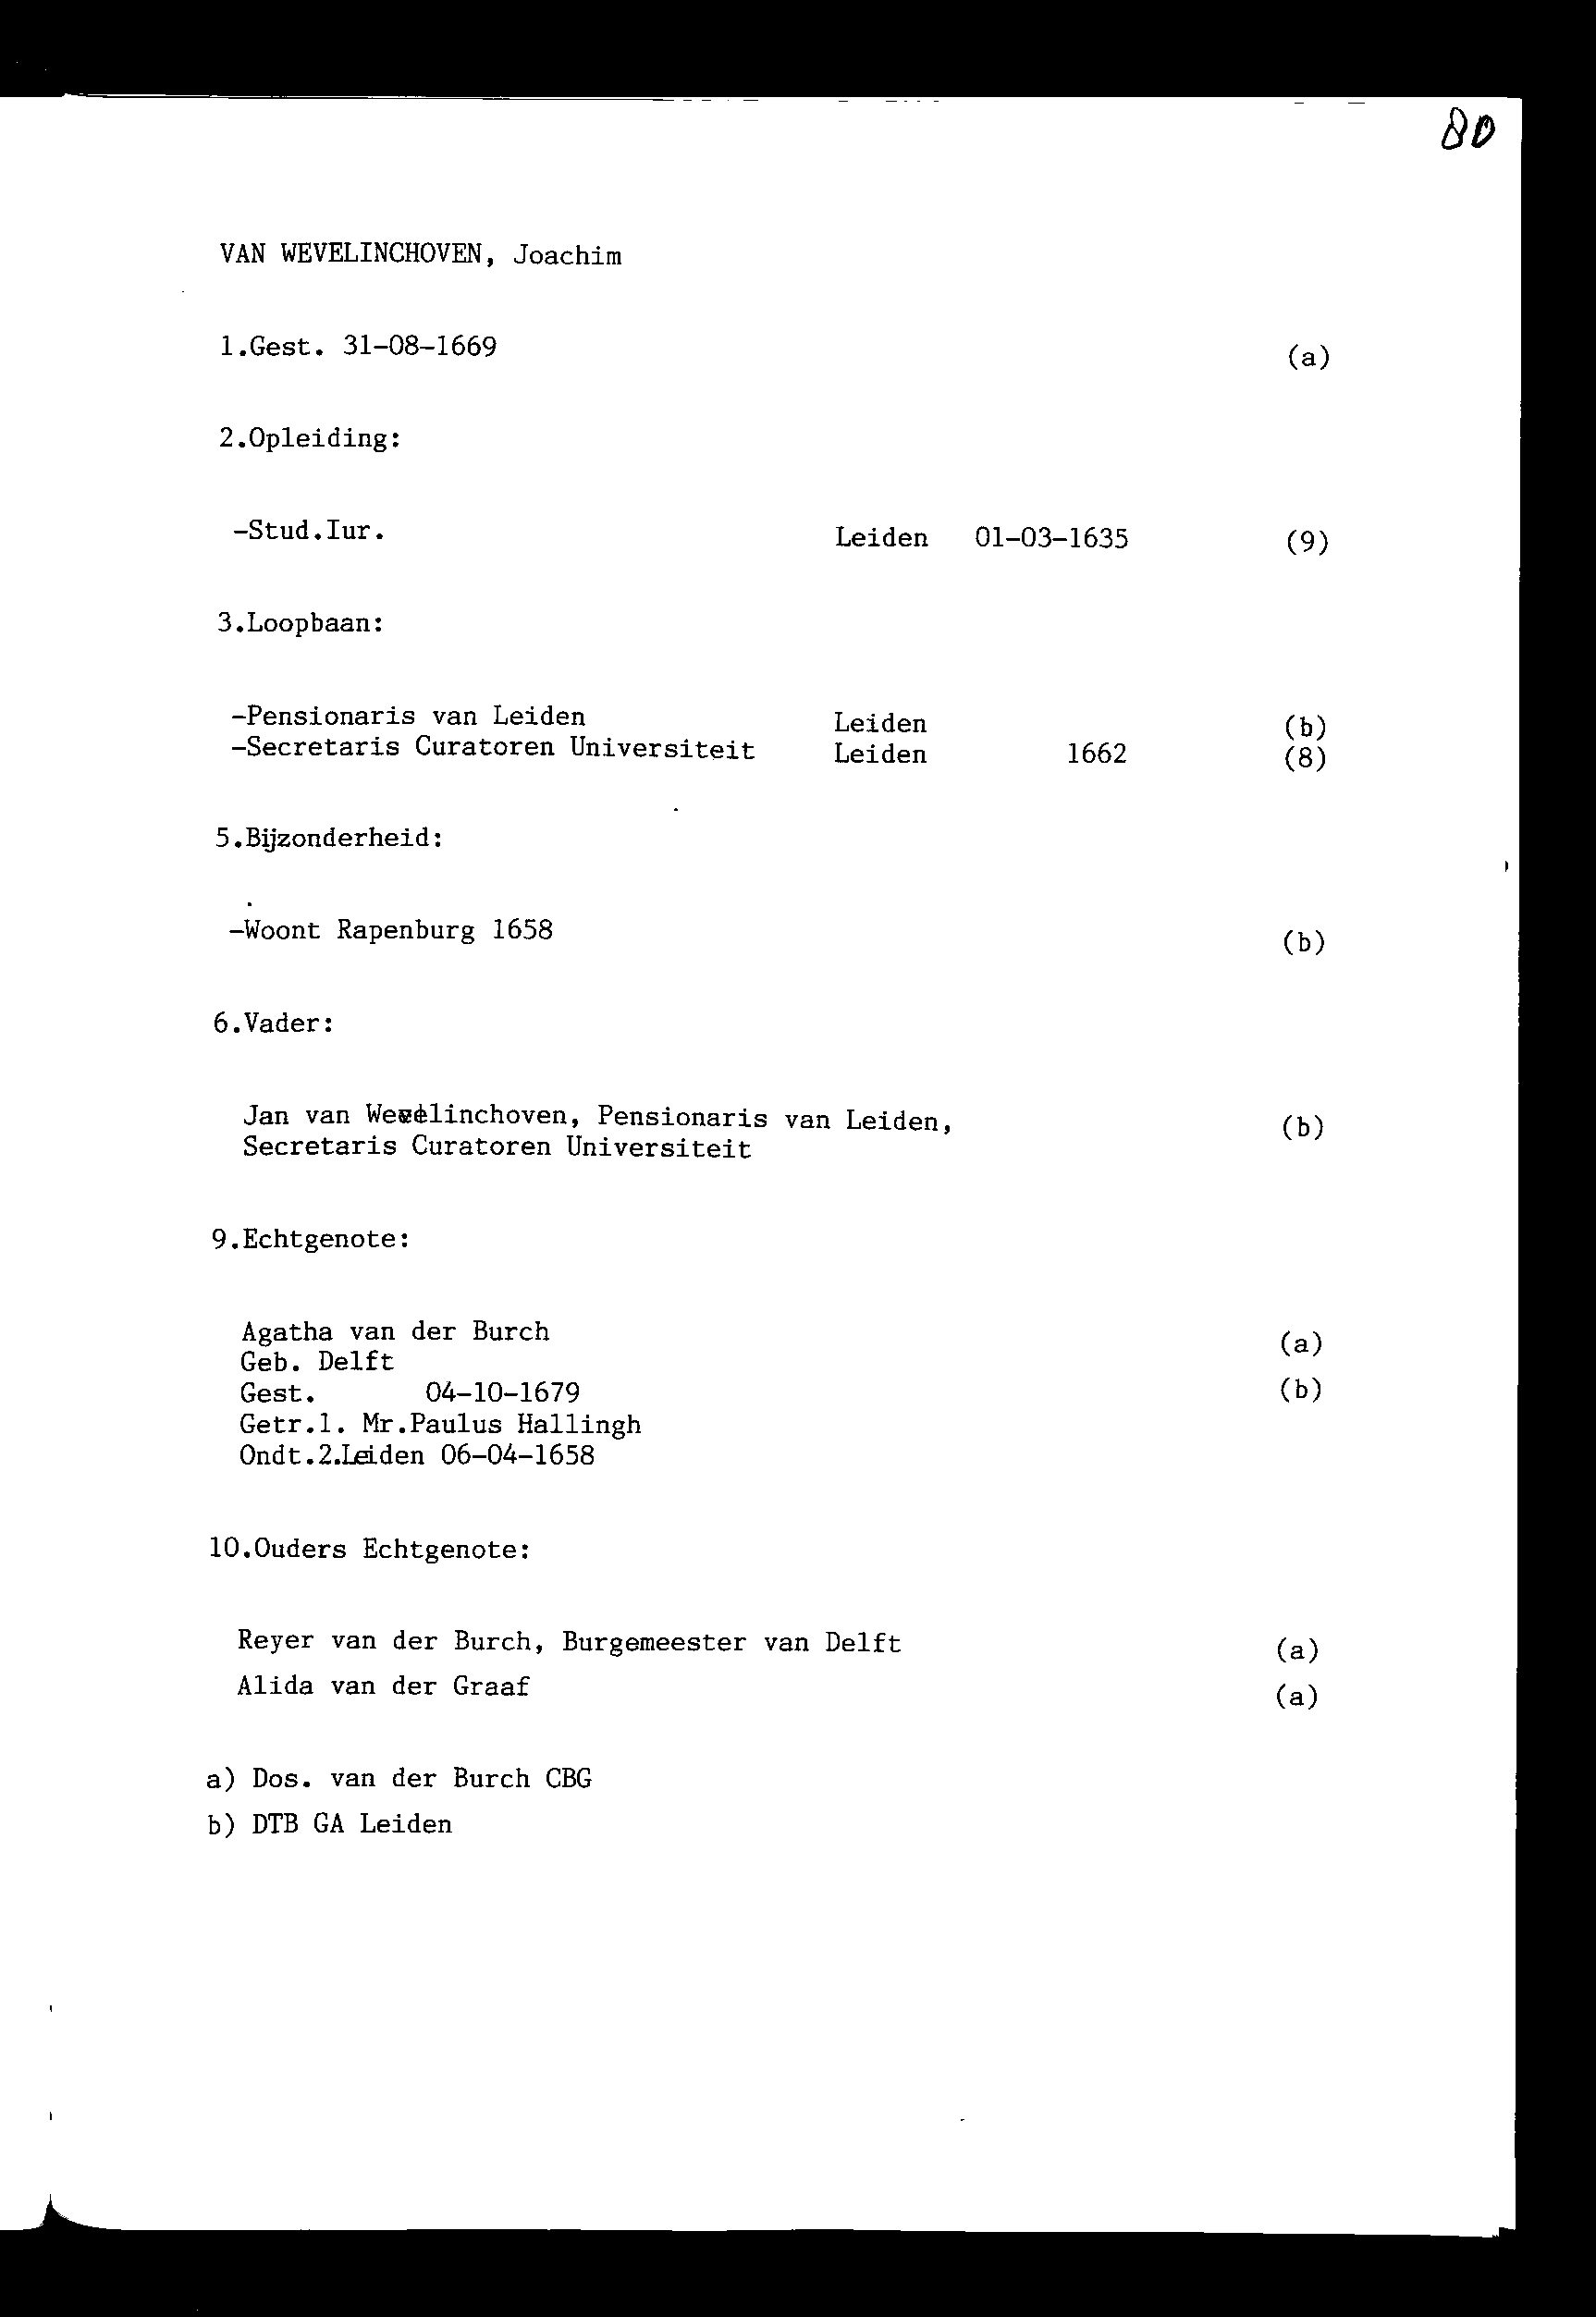 80
VAN WEVELINCHOVEN, Joachim
1.Gest. 31-08-1669 (a)
2.Opleiding:
-Stud.Iur. Leiden 01-03-1635 (9)
3.Loopbaan:
-Pensionaris van Leiden Leiden (b)
-Secretaris Curatoren Universiteit Leiden 1662 (8)
5.Bijzonderheid:
-Woont Rapenburg 1658 (b)
6.Vader:
Jan van Wevelinchoven, Pensionaris van Leiden, (b)
Secretaris Curatoren Universiteit
9.Echtgenote:
Agatha van der Burch (a)
Geb. Delft
Gest. 04-10-1679 (b)
Getr.1. Mr.Paulus Hallingh
Ondt.2.Leiden 06-04-1658
10.Ouders Echtgenote:
Reyer van der Burch, Burgemeester van Delft (a)
Alida van der Graaf (a)
a) Dos. van der Burch CBG
b) DTB GA Leiden